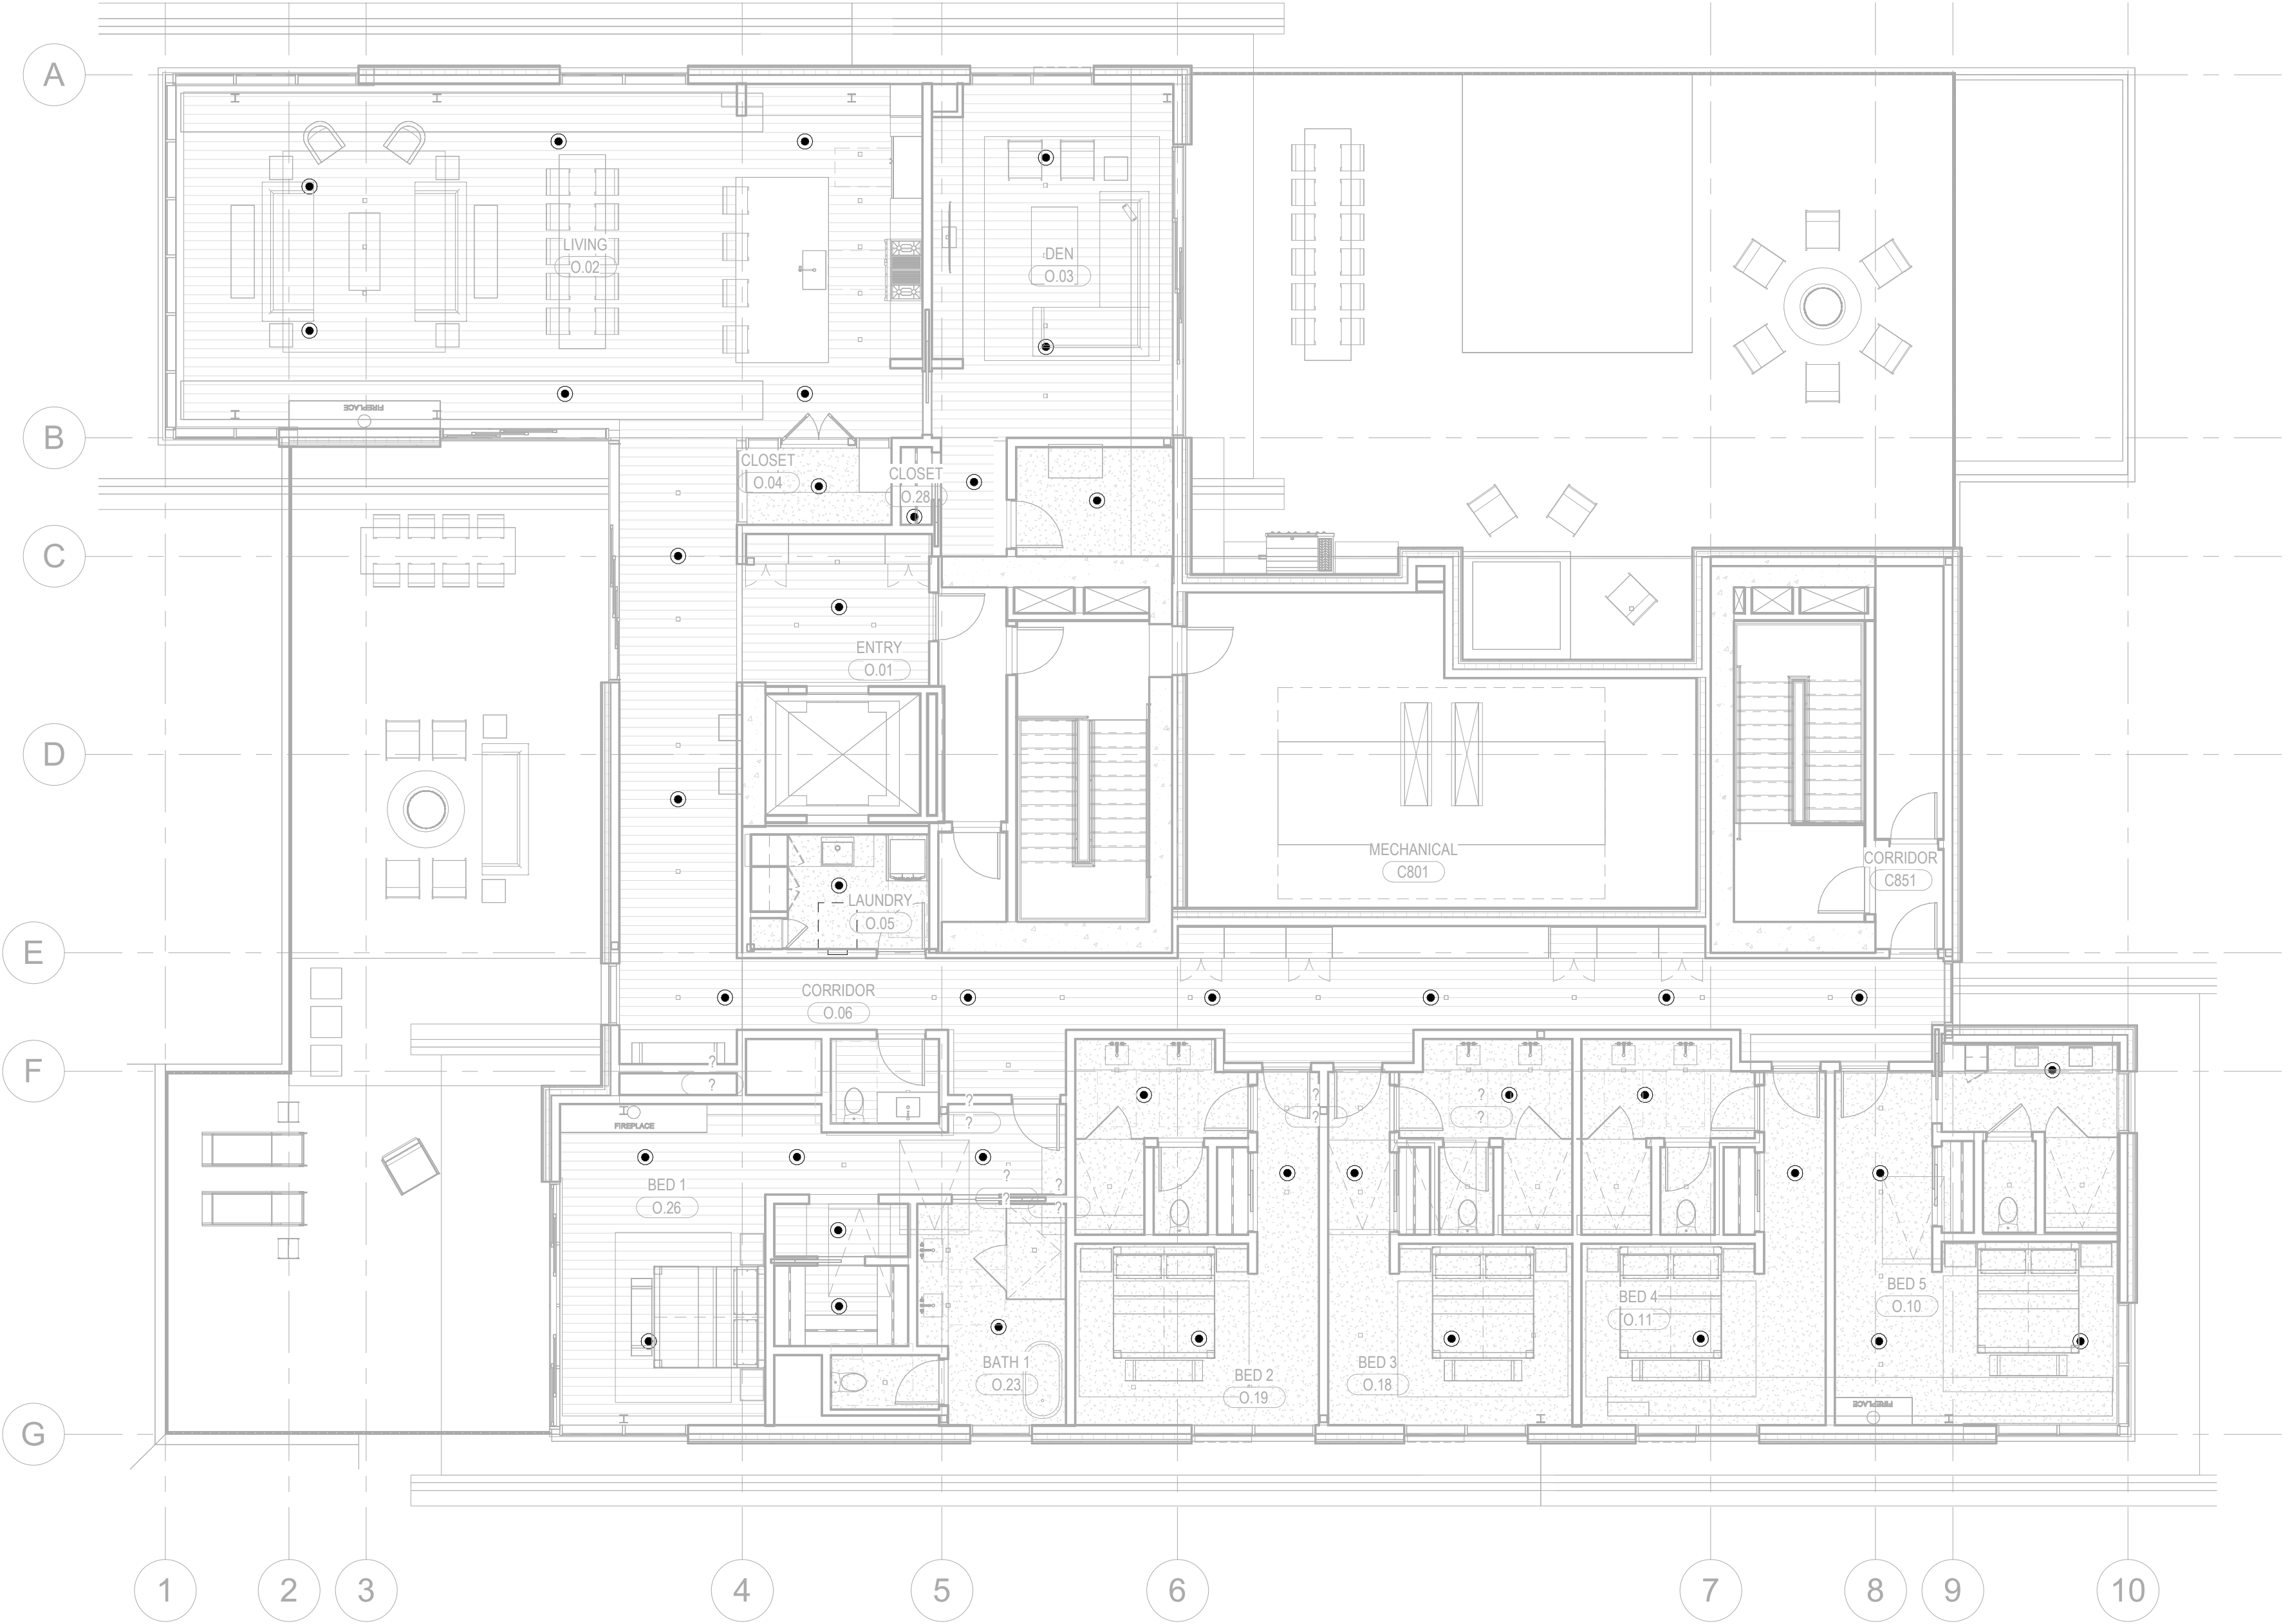 A
LIVING
O.02
DEN
O.03
FIREPLACE
B
CLOSET
O.04
CLOSET
O.28
C
ENTRY
O.01
D
MECHANICAL
C801
CORRIDOR
C851
LAUNDRY
O.05
E
CORRIDOR
O.06
F
?
?
?
?
?
?
?
?
FIREPLACE
?
?
?
?
BED 1
O.26
BED 5
O.10
BED 4
O.11
BATH 1
O.23
BED 2
O.19
BED 3
O.18
FIREPLACE
G
1
2
3
4
5
6
7
8
9
10